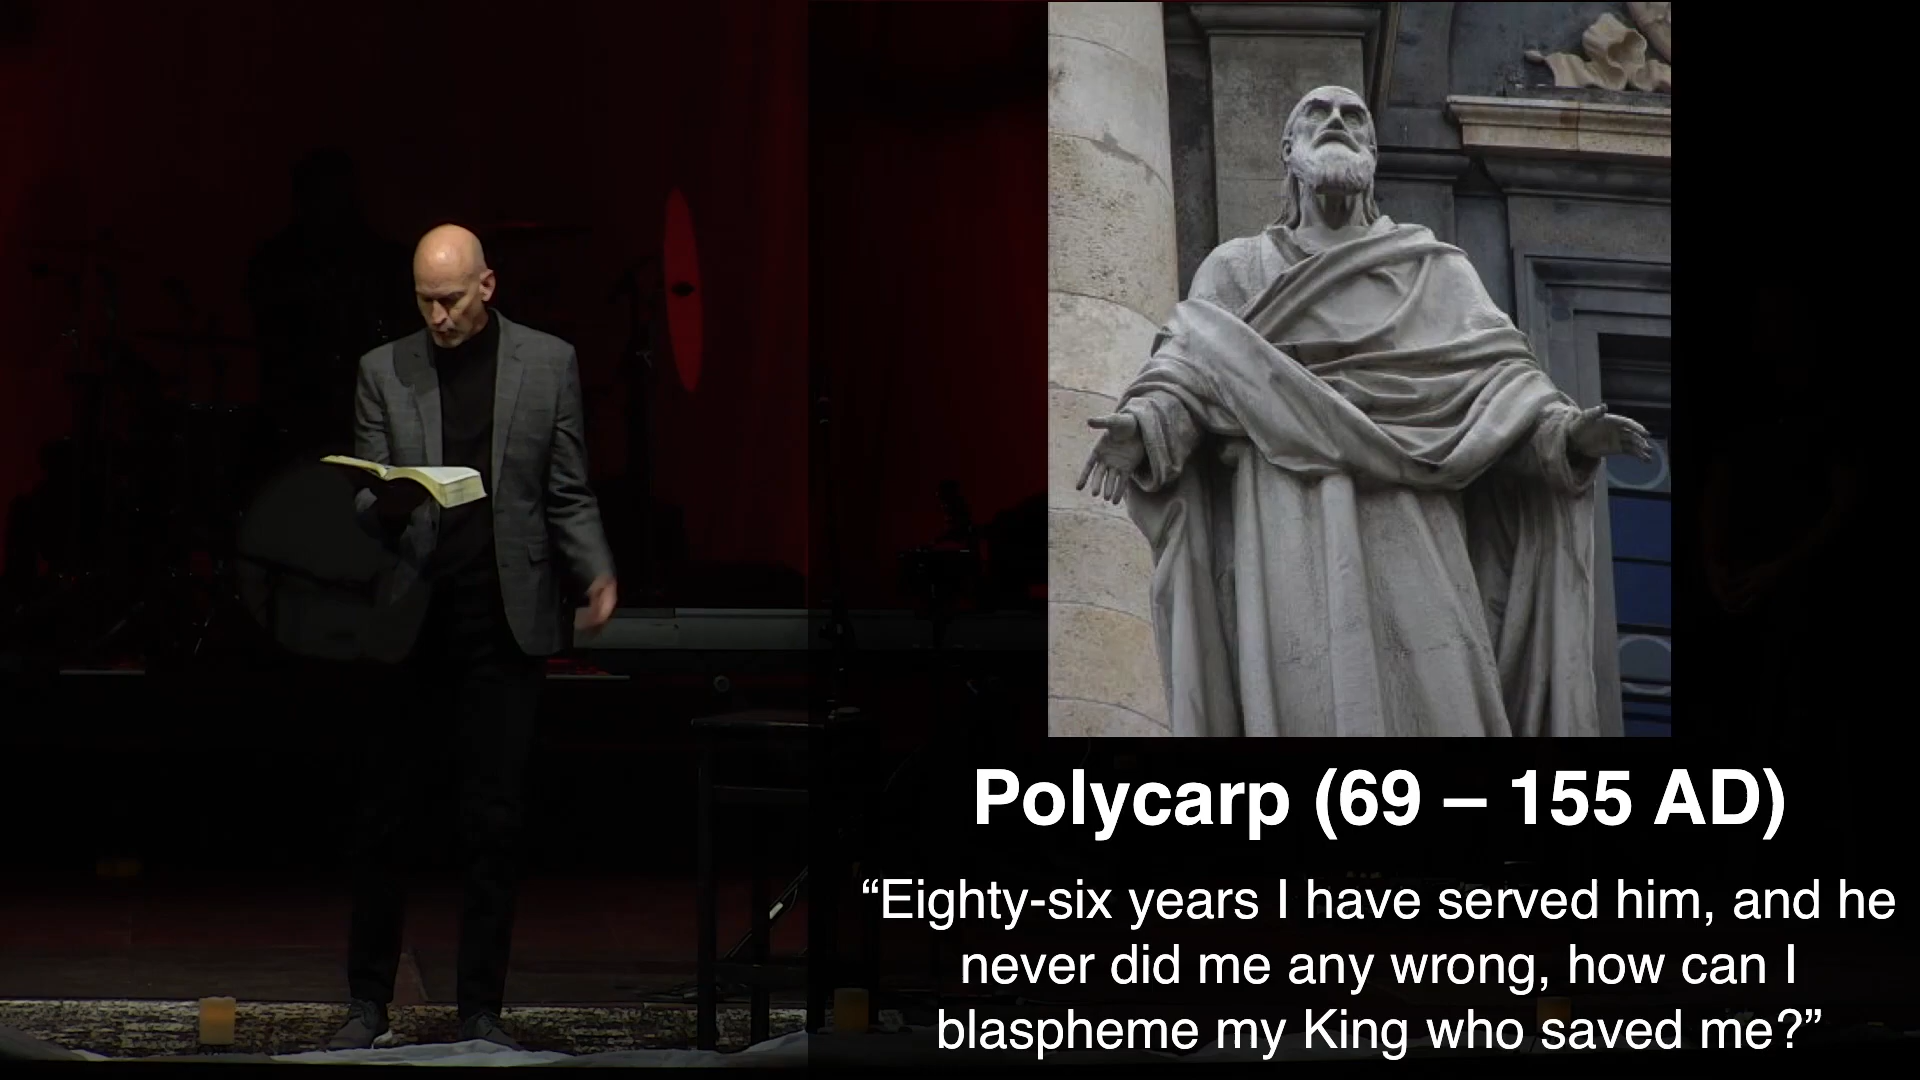 Polycarp (69 – 155 AD)
“Eighty-six years I have served him, and he
never did me any wrong, how can I
blaspheme my King who saved me?”